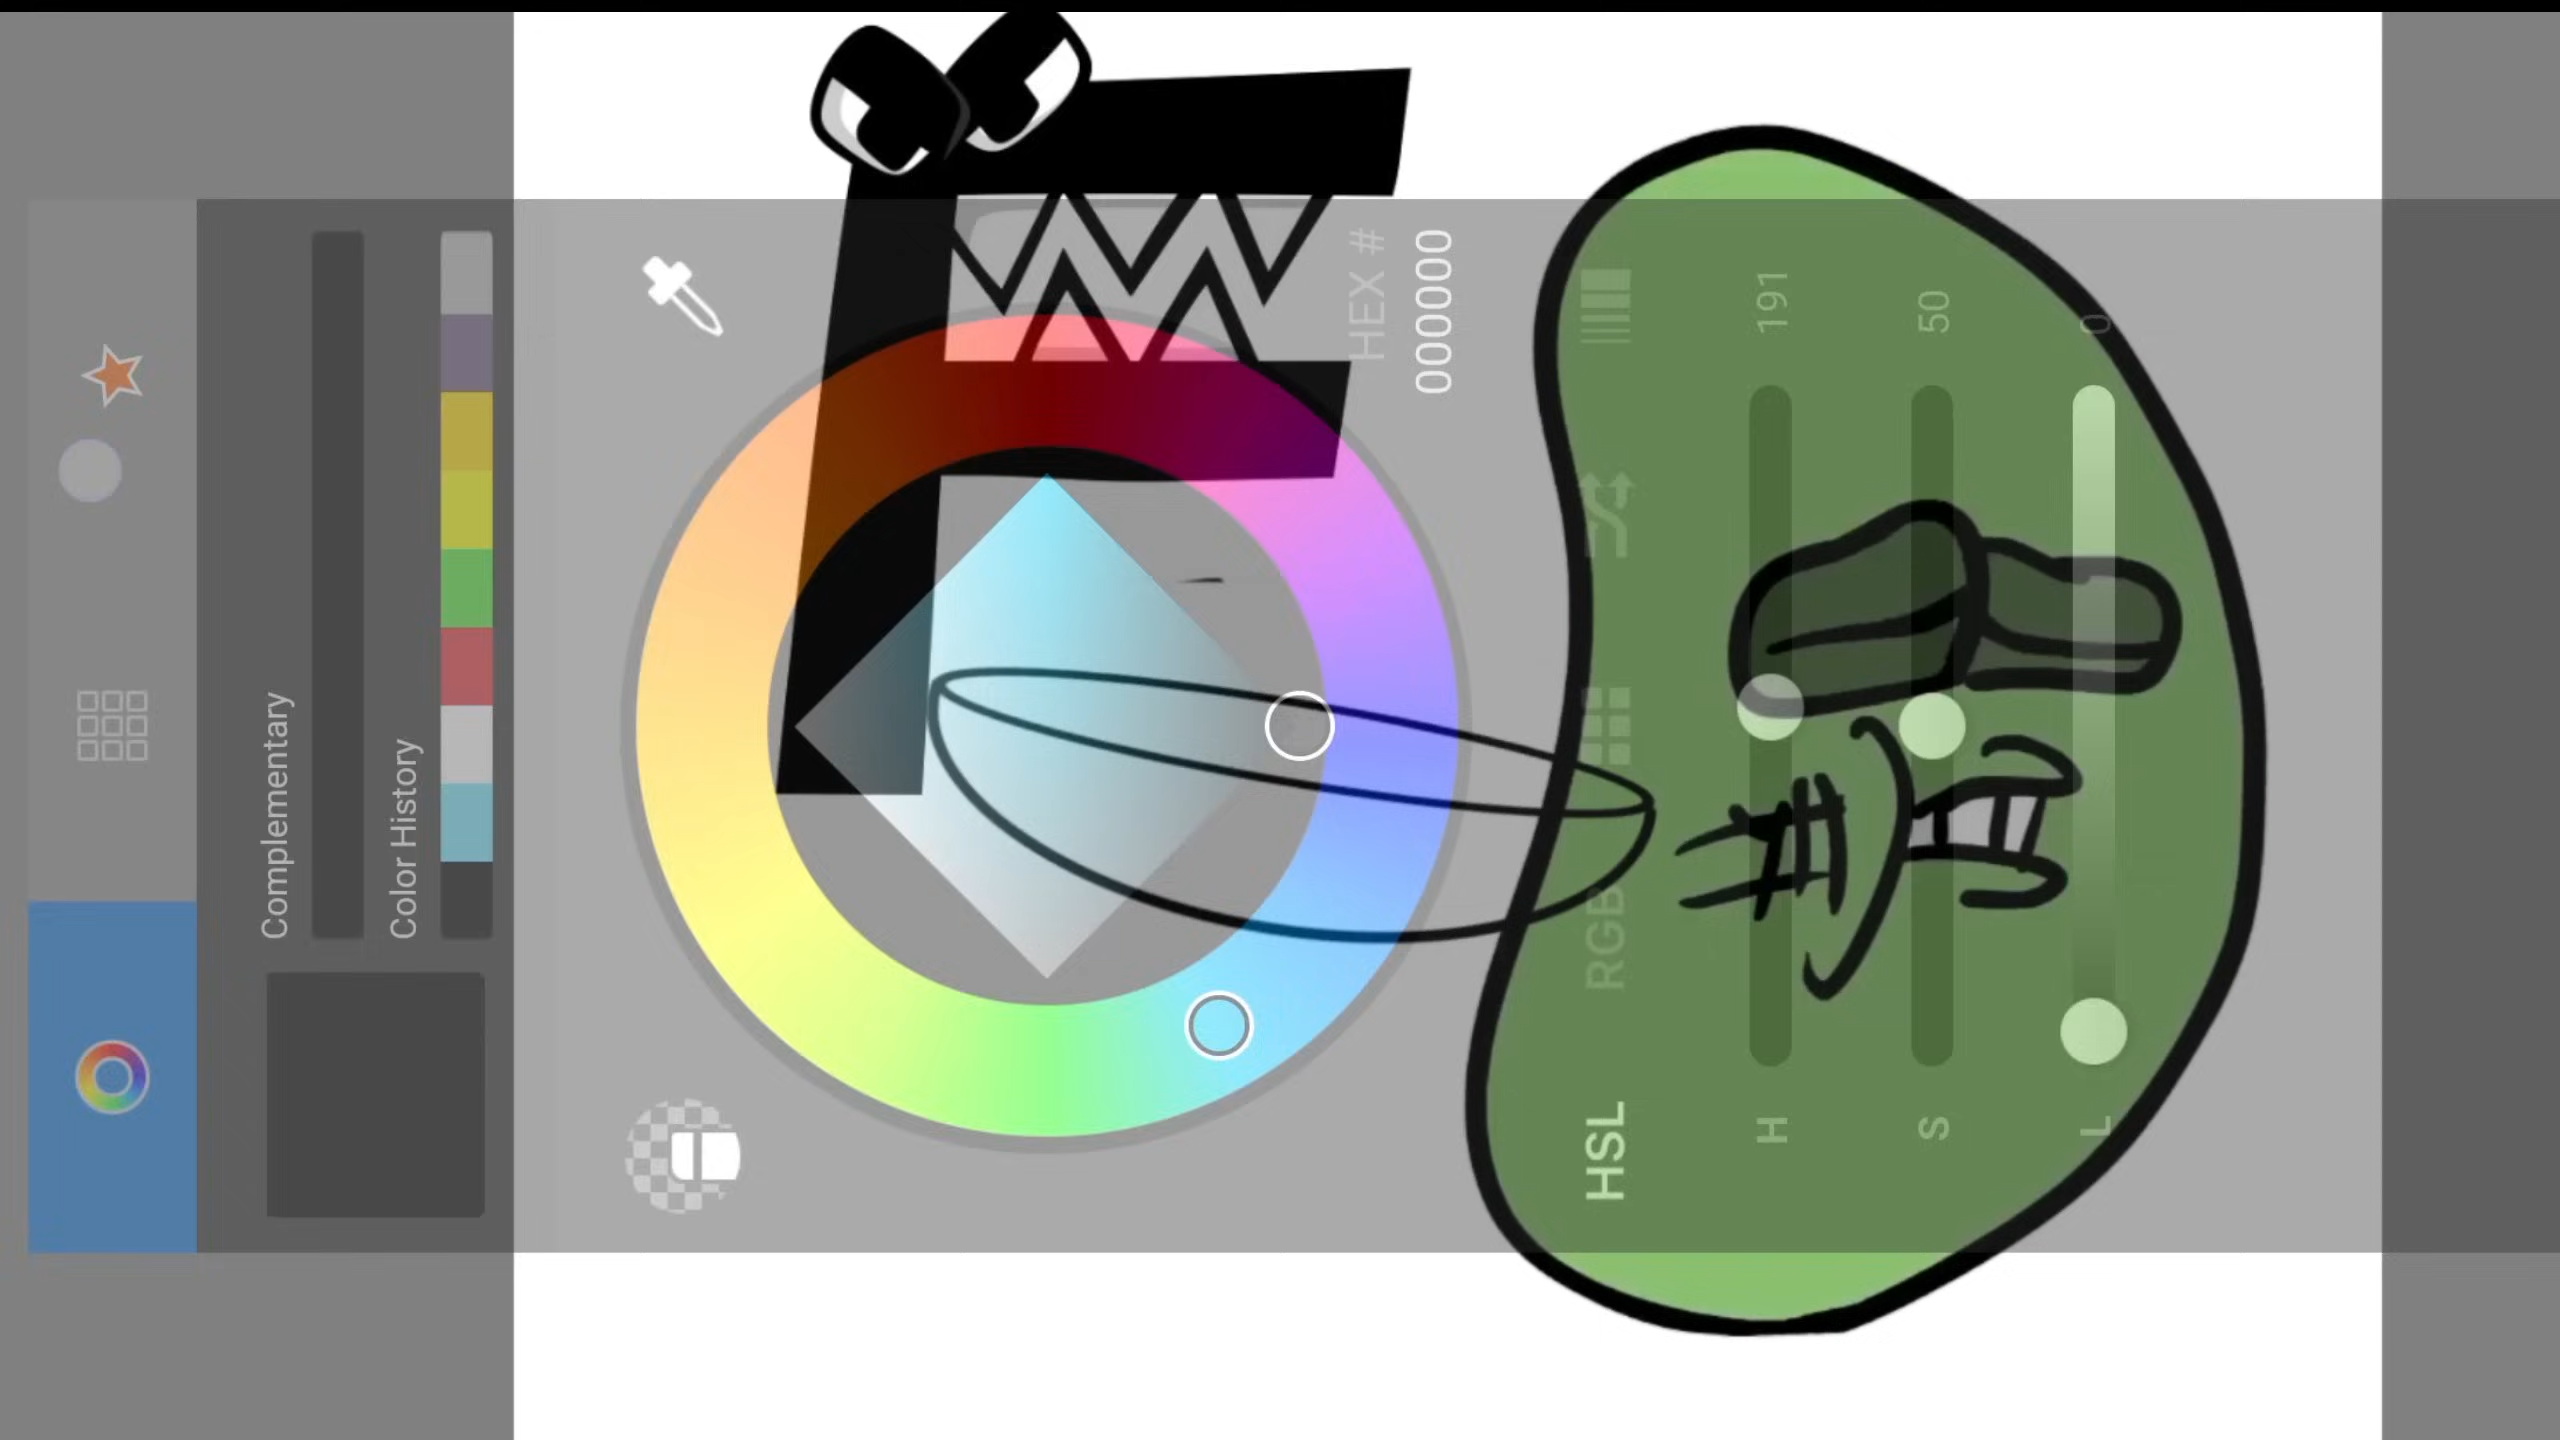 Complementary
Color History
HEX #
000000
HSL
RGB
H
191
S
50
L
0